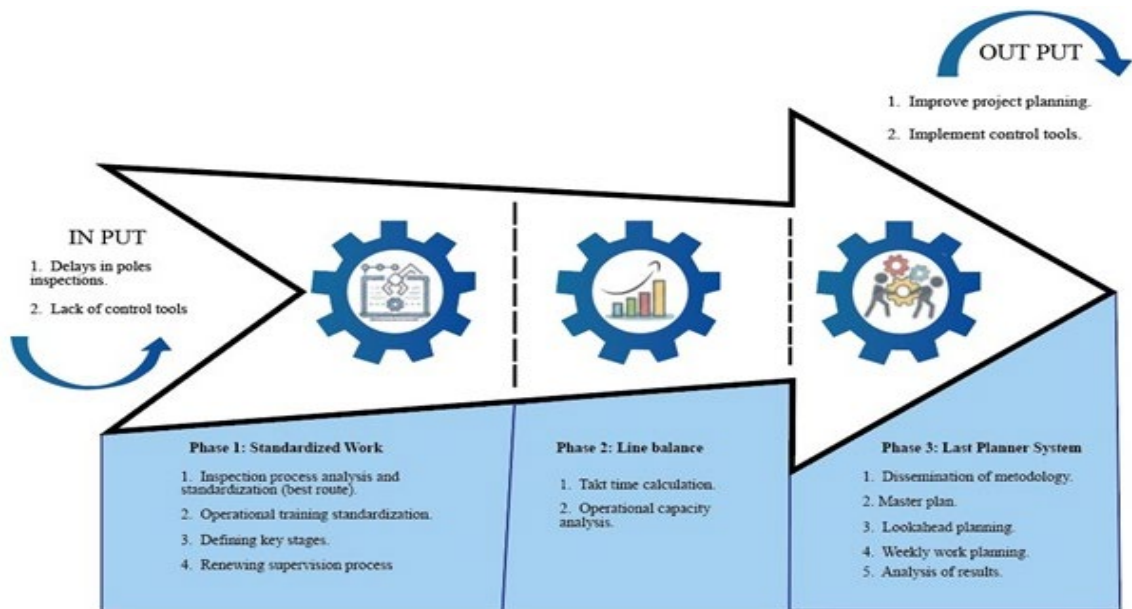 OUT PUT
1. Improve project planning.
2. Implement control tools.
IN PUT
1. Delays in poles
inspections.
2. Lack of control tools
Phase 1: Standardized Work
1. Inspection process analysis and
standardization (best route).
2. Operational training standardization.
3. Defining key stages.
4. Renewing supervision process
Phase 2: Line balance
1. Takt time calculation.
2. Operational capacity
analysis.
Phase 3: Last Planner System
1. Dissemination of metodology.
2. Master plan.
3. Lookahead planning.
4. Weekly work planning.
5. Analysis of results.